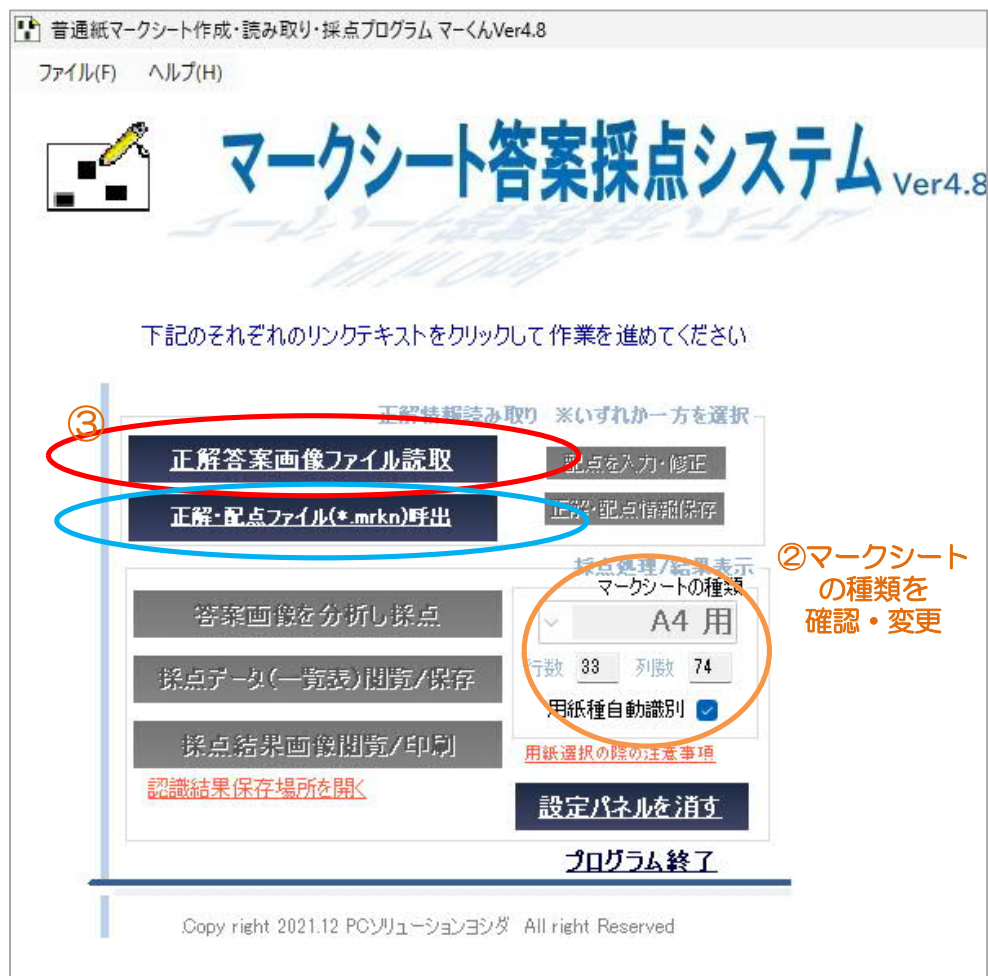 普通紙マークシート作成・読み取り・採点プログラム マーくんVer4.8
ファイル(F) ヘルプ(H)
マークシート答案採点システム Ver4.8
下記のそれぞれのリンクテキストをクリックして作業を進めてください
③
正解情報読み取り ※いずれか一方を選択
正解答案画像ファイル読取
配点を入力・修正
正解・配点ファイル(*.mrkn)呼出
正解・配点情報保存
採点処理/結果表示
②マークシート
の種類を
確認・変更
マークシートの種類
答案画像を分析し採点
A4 用
採点データ(一覧表)閲覧/保存
行数 33 列数 74
用紙種自動識別
採点結果画像閲覧/印刷
用紙選択の際の注意事項
認識結果保存場所を開く
設定パネルを消す
プログラム終了
Copy right 2021.12 PCソリューションヨシダ All right Reserved